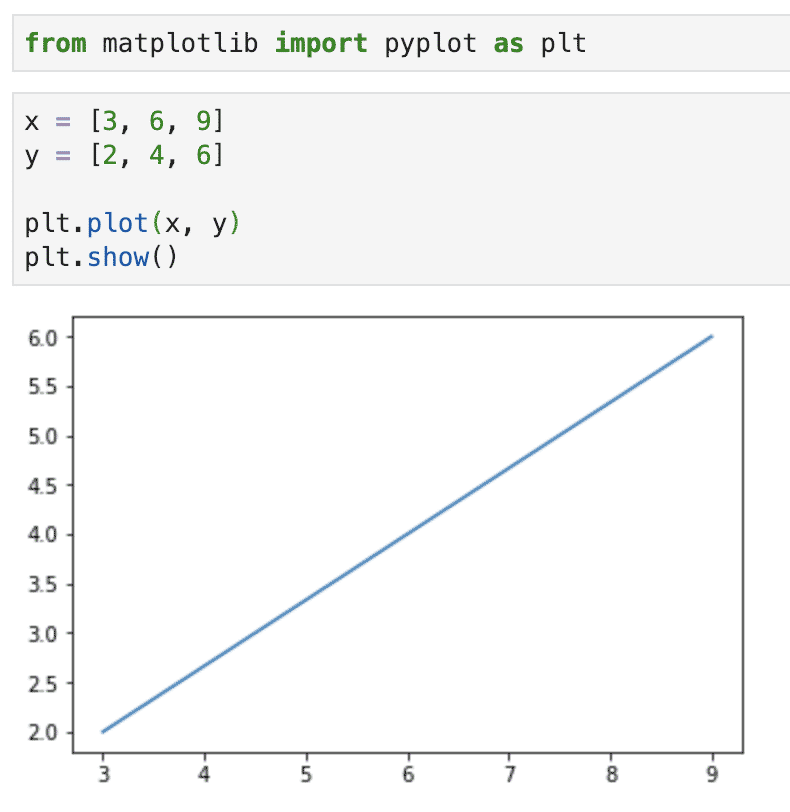 from matplotlib import pyplot as plt
x = [3, 6, 9]
y = [2, 4, 6]
plt.plot(x, y)
plt.show()
6.0
5.5
5.0
4.5
4.0
3.5
3.0
2.5
2.0
3 4 5 6 7 8 9